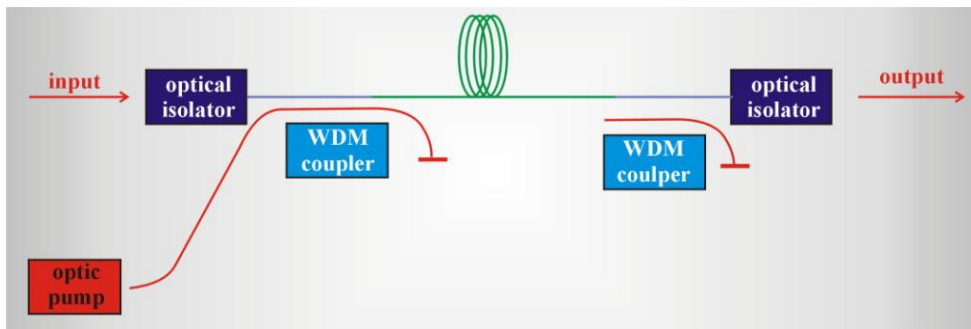 input
optical
isolator
WDM
coupler
WDM
coulper
optical
isolator
output
optic
pump